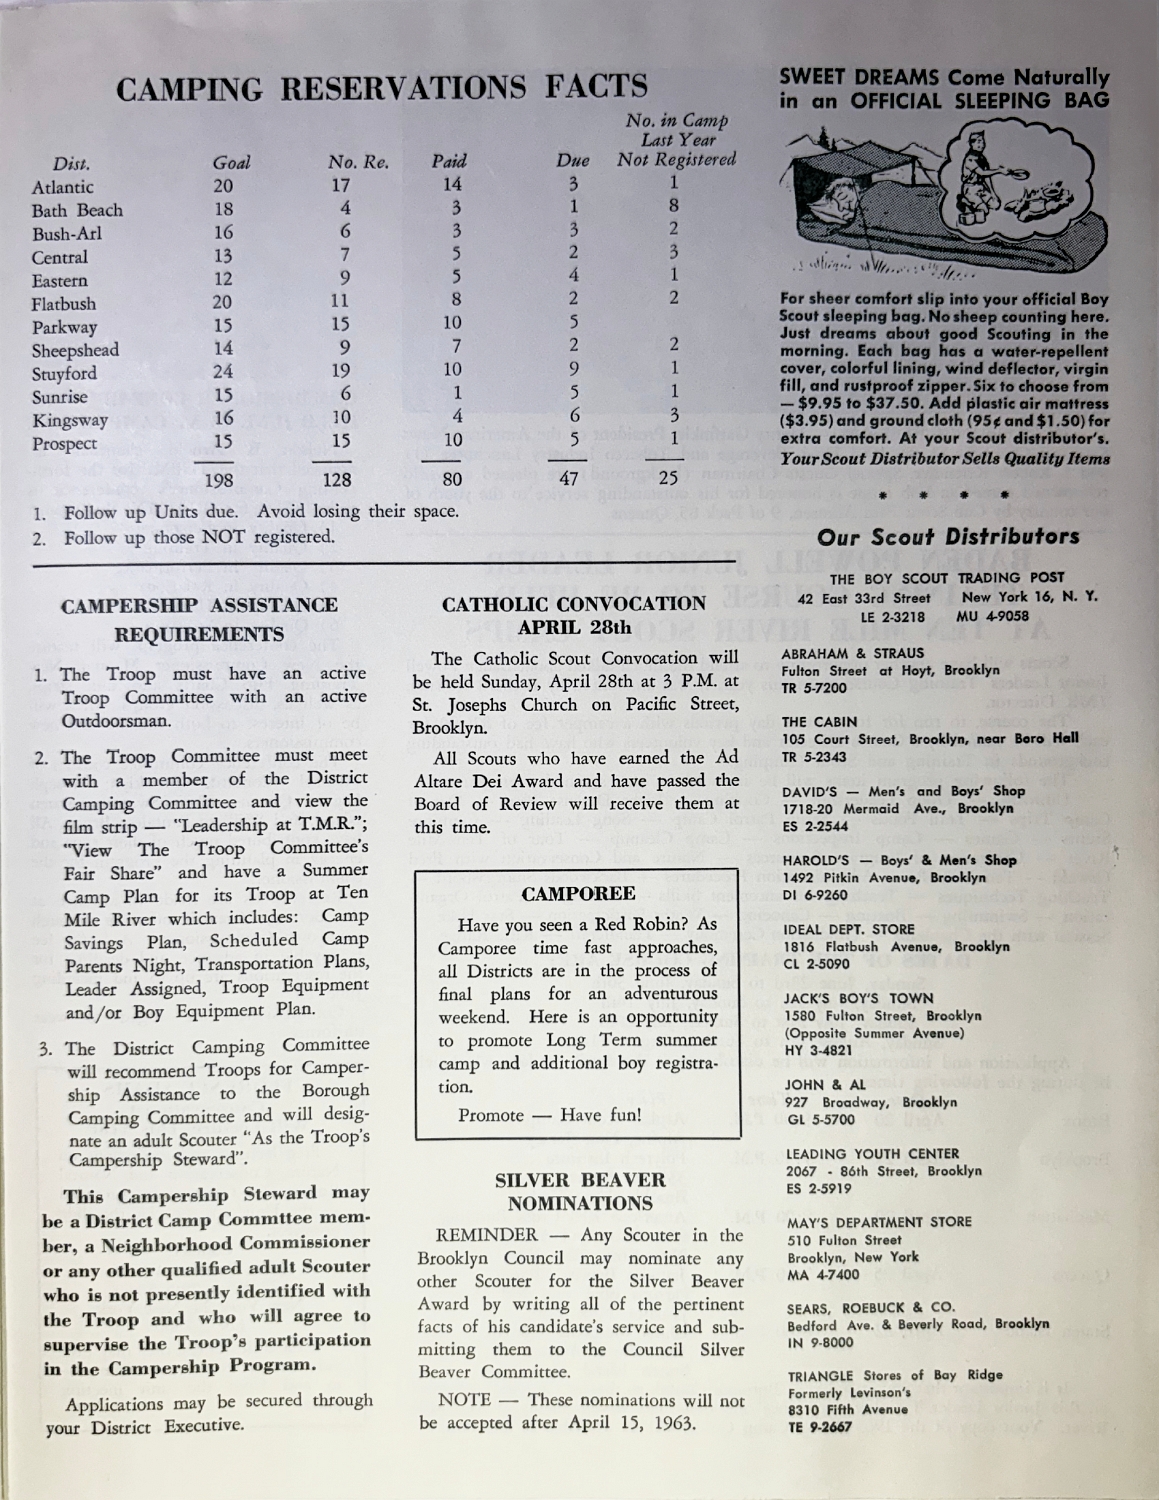 CAMPING RESERVATIONS FACTS
No. in Camp
Last Year
Dist. Goal No. Re. Paid Due Not Registered
Atlantic 20 17 14 3 1
Bath Beach 18 4 3 1 8
Bush-Arl 16 6 3 3 2
Central 13 7 5 2 3
Eastern 12 9 5 4 1
Flatbush 20 11 8 2 2
Parkway 15 15 10 5
Sheepshead 14 9 7 2 2
Stuyford 24 19 10 9 1
Sunrise 15 6 1 5 1
Kingsway 16 10 4 6 3
Prospect 15 15 10 5 1
198 128 80 47 25
1. Follow up Units due. Avoid losing their space.
2. Follow up those NOT registered.
CAMPERSHIP ASSISTANCE
REQUIREMENTS
1. The Troop must have an active
Troop Committee with an active
Outdoorsman.
2. The Troop Committee must meet
with a member of the District
Camping Committee and view the
film strip — "Leadership at T.M.R.";
"View The Troop Committee's
Fair Share" and have a Summer
Camp Plan for its Troop at Ten
Mile River which includes: Camp
Savings Plan, Scheduled Camp
Parents Night, Transportation Plans,
Leader Assigned, Troop Equipment
and/or Boy Equipment Plan.
3. The District Camping Committee
will recommend Troops for Camper-
ship Assistance to the Borough
Camping Committee and will desig-
nate an adult Scouter "As the Troop's
Campership Steward".
This Campership Steward may
be a District Camp Commttee mem-
ber, a Neighborhood Commissioner
or any other qualified adult Scouter
who is not presently identified with
the Troop and who will agree to
supervise the Troop's participation
in the Campership Program.
Applications may be secured through
your District Executive.
CATHOLIC CONVOCATION
APRIL 28th
The Catholic Scout Convocation will
be held Sunday, April 28th at 3 P.M. at
St. Josephs Church on Pacific Street,
Brooklyn.
All Scouts who have earned the Ad
Altare Dei Award and have passed the
Board of Review will receive them at
this time.
CAMPOREE
Have you seen a Red Robin? As
Camporee time fast approaches,
all Districts are in the process of
final plans for an adventurous
weekend. Here is an opportunity
to promote Long Term summer
camp and additional boy registra-
tion.
Promote — Have fun!
SILVER BEAVER
NOMINATIONS
REMINDER — Any Scouter in the
Brooklyn Council may nominate any
other Scouter for the Silver Beaver
Award by writing all of the pertinent
facts of his candidate's service and sub-
mitting them to the Council Silver
Beaver Committee.
NOTE — These nominations will not
be accepted after April 15, 1963.
SWEET DREAMS Come Naturally
in an OFFICIAL SLEEPING BAG
For sheer comfort slip into your official Boy
Scout sleeping bag. No sheep counting here.
Just dreams about good Scouting in the
morning. Each bag has a water-repellent
cover, colorful lining, wind deflector, virgin
fill, and rustproof zipper. Six to choose from
— $9.95 to $37.50. Add plastic air mattress
($3.95) and ground cloth (95¢ and $1.50) for
extra comfort. At your Scout distributor's.
Your Scout Distributor Sells Quality Items
* * * *
Our Scout Distributors
THE BOY SCOUT TRADING POST
42 East 33rd Street New York 16, N. Y.
LE 2-3218 MU 4-9058
ABRAHAM & STRAUS
Fulton Street at Hoyt, Brooklyn
TR 5-7200
THE CABIN
105 Court Street, Brooklyn, near Boro Hall
TR 5-2343
DAVID'S — Men's and Boys' Shop
1718-20 Mermaid Ave., Brooklyn
ES 2-2544
HAROLD'S — Boys' & Men's Shop
1492 Pitkin Avenue, Brooklyn
DI 6-9260
IDEAL DEPT. STORE
1816 Flatbush Avenue, Brooklyn
CL 2-5090
JACK'S BOY'S TOWN
1580 Fulton Street, Brooklyn
(Opposite Summer Avenue)
HY 3-4821
JOHN & AL
927 Broadway, Brooklyn
GL 5-5700
LEADING YOUTH CENTER
2067 - 86th Street, Brooklyn
ES 2-5919
MAY'S DEPARTMENT STORE
510 Fulton Street
Brooklyn, New York
MA 4-7400
SEARS, ROEBUCK & CO.
Bedford Ave. & Beverly Road, Brooklyn
IN 9-8000
TRIANGLE Stores of Bay Ridge
Formerly Levinson's
8310 Fifth Avenue
TE 9-2667